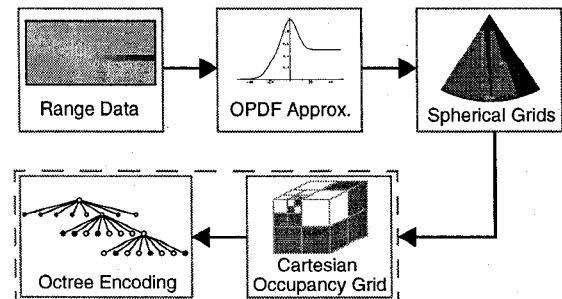 Range Data
OPDF Approx.
Spherical Grids
Octree Encoding
Cartesian
Occupancy Grid